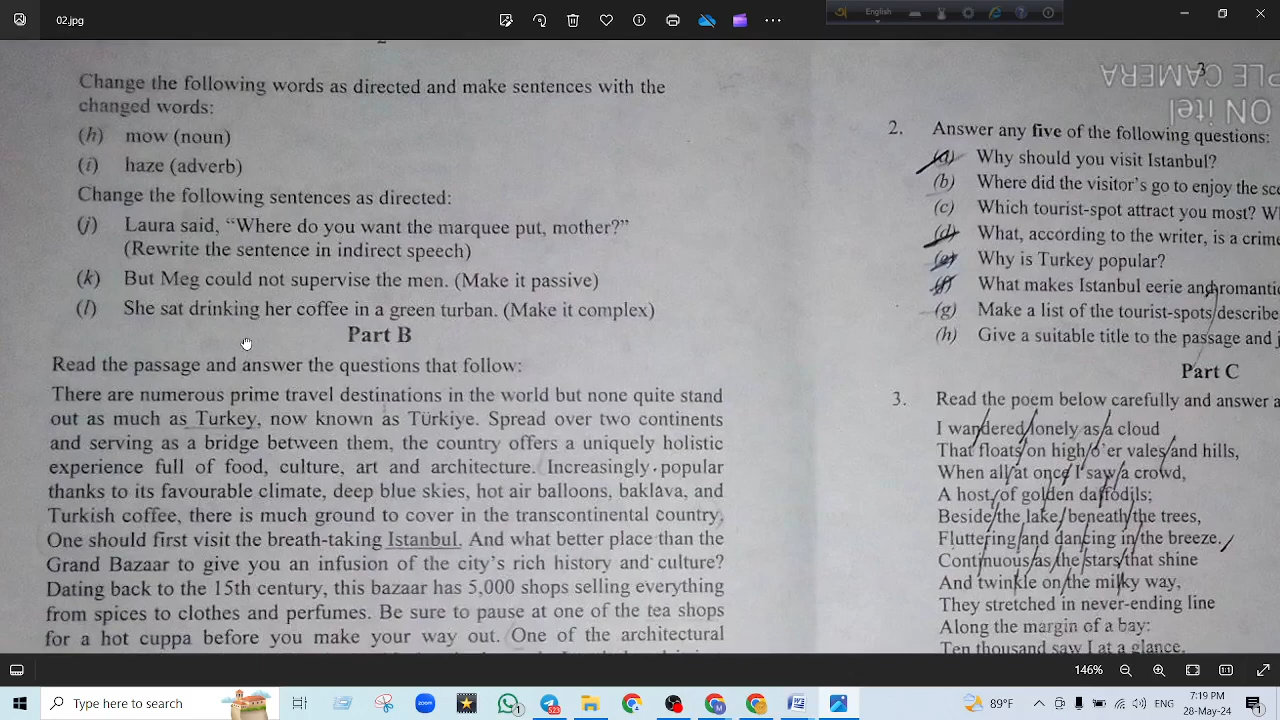 02.jpg
English
Change the following words as directed and make sentences with the
changed words:
(h) mow (noun)
(i) haze (adverb)
Change the following sentences as directed:
(j) Laura said, “Where do you want the marquee put, mother?”
(Rewrite the sentence in indirect speech)
(k) But Meg could not supervise the men. (Make it passive)
(l) She sat drinking her coffee in a green turban. (Make it complex)
Part B
Read the passage and answer the questions that follow:
There are numerous prime travel destinations in the world but none quite stand
out as much as Turkey, now known as Türkiye. Spread over two continents
and serving as a bridge between them, the country offers a uniquely holistic
experience full of food, culture, art and architecture. Increasingly popular
thanks to its favourable climate, deep blue skies, hot air balloons, baklava, and
Turkish coffee, there is much ground to cover in the transcontinental country.
One should first visit the breath-taking Istanbul. And what better place than the
Grand Bazaar to give you an infusion of the city's rich history and culture?
Dating back to the 15th century, this bazaar has 5,000 shops selling everything
from spices to clothes and perfumes. Be sure to pause at one of the tea shops
for a hot cuppa before you make your way out. One of the architectural
3
PLE CAMERA
ON itel
2. Answer any five of the following questions:
(a) Why should you visit Istanbul?
(b) Where did the visitor's go to enjoy the
(c) Which tourist-spot attract you most?
(d) What, according to the writer, is a crime
(e) Why is Turkey popular?
(f) What makes Istanbul eerie and romantic
(g) Make a list of the tourist-spots describe
(h) Give a suitable title to the passage and
Part C
3. Read the poem below carefully and answer a
I wandered lonely as a cloud
That floats on high o'er vales and hills,
When all at once I saw a crowd,
A host, of golden daffodils;
Beside the lake, beneath the trees,
Fluttering and dancing in the breeze.
Continuous as the stars that shine
And twinkle on the milky way,
They stretched in never-ending line
Along the margin of a bay:
Ten thousand saw I at a glance,
146%
Type here to search
zoom
523
1
89°F
ENG
7:19 PM
28-May-24